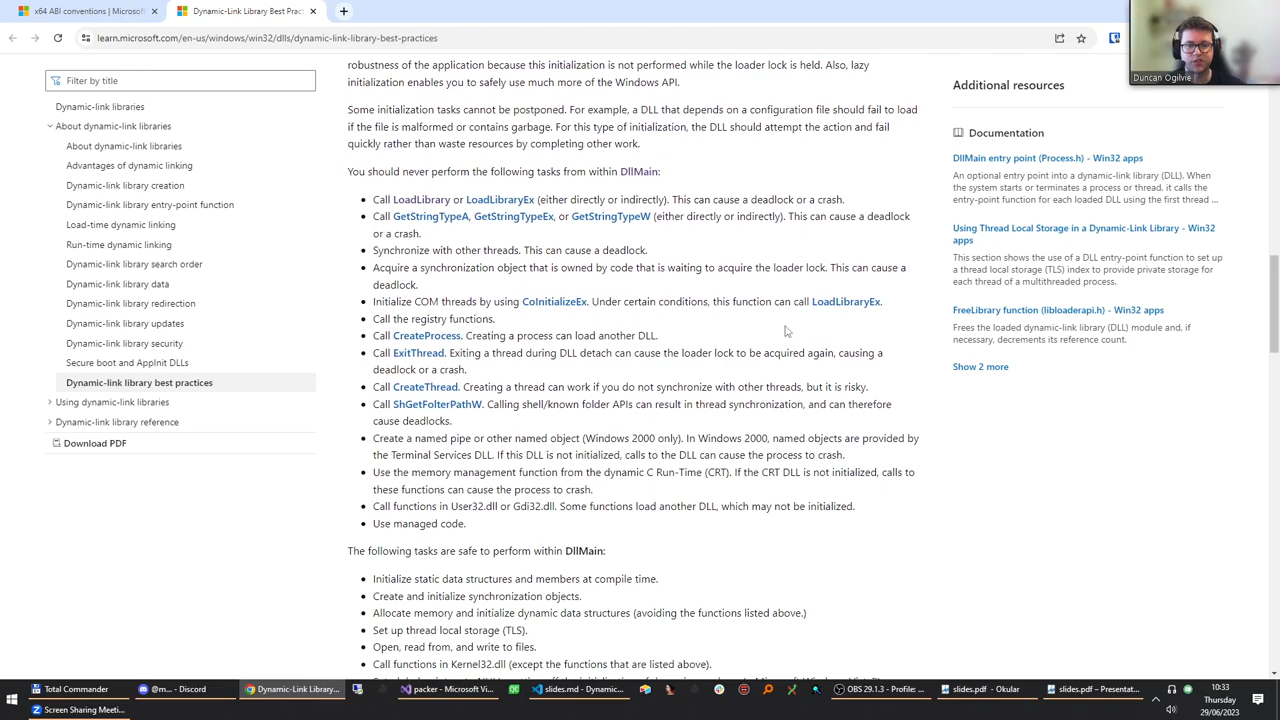 x64 ABI conventions | Microsoft
Dynamic-Link Library Best Prac
learn.microsoft.com/en-us/windows/win32/dlls/dynamic-link-library-best-practices
Duncan Ogilvie
Filter by title
Dynamic-link libraries
About dynamic-link libraries
About dynamic-link libraries
Advantages of dynamic linking
Dynamic-link library creation
Dynamic-link library entry-point function
Load-time dynamic linking
Run-time dynamic linking
Dynamic-link library search order
Dynamic-link library data
Dynamic-link library redirection
Dynamic-link library updates
Dynamic-link library security
Secure boot and AppInit DLLs
Dynamic-link library best practices
Using dynamic-link libraries
Dynamic-link library reference
Download PDF
robustness of the application because this initialization is not performed while the loader lock is held. Also, lazy
initialization enables you to safely use much more of the Windows API.
Some initialization tasks cannot be postponed. For example, a DLL that depends on a configuration file should fail to load
if the file is malformed or contains garbage. For this type of initialization, the DLL should attempt the action and fail
quickly rather than waste resources by completing other work.
You should never perform the following tasks from within DllMain:
• Call LoadLibrary or LoadLibraryEx (either directly or indirectly). This can cause a deadlock or a crash.
• Call GetStringTypeA, GetStringTypeEx, or GetStringTypeW (either directly or indirectly). This can cause a deadlock
or a crash.
• Synchronize with other threads. This can cause a deadlock.
• Acquire a synchronization object that is owned by code that is waiting to acquire the loader lock. This can cause a
deadlock.
• Initialize COM threads by using CoInitializeEx. Under certain conditions, this function can call LoadLibraryEx.
• Call the registry functions.
• Call CreateProcess. Creating a process can load another DLL.
• Call ExitThread. Exiting a thread during DLL detach can cause the loader lock to be acquired again, causing a
deadlock or a crash.
• Call CreateThread. Creating a thread can work if you do not synchronize with other threads, but it is risky.
• Call ShGetFolterPathW. Calling shell/known folder APIs can result in thread synchronization, and can therefore
cause deadlocks.
• Create a named pipe or other named object (Windows 2000 only). In Windows 2000, named objects are provided by
the Terminal Services DLL. If this DLL is not initialized, calls to the DLL can cause the process to crash.
• Use the memory management function from the dynamic C Run-Time (CRT). If the CRT DLL is not initialized, calls to
these functions can cause the process to crash.
• Call functions in User32.dll or Gdi32.dll. Some functions load another DLL, which may not be initialized.
• Use managed code.
The following tasks are safe to perform within DllMain:
• Initialize static data structures and members at compile time.
• Create and initialize synchronization objects.
• Allocate memory and initialize dynamic data structures (avoiding the functions listed above.)
• Set up thread local storage (TLS).
• Open, read from, and write to files.
• Call functions in Kernel32.dll (except the functions that are listed above).
Additional resources
Documentation
DllMain entry point (Process.h) - Win32 apps
An optional entry point into a dynamic-link library (DLL). When
the system starts or terminates a process or thread, it calls the
entry-point function for each loaded DLL using the first thread ...
Using Thread Local Storage in a Dynamic-Link Library - Win32
apps
This section shows the use of a DLL entry-point function to set
up a thread local storage (TLS) index to provide private storage for
each thread of a multithreaded process.
FreeLibrary function (libloaderapi.h) - Win32 apps
Frees the loaded dynamic-link library (DLL) module and, if
necessary, decrements its reference count.
Show 2 more
Total Commander
@m... - Discord
Dynamic-Link Library...
packer - Microsoft Vi...
slides.md - Dynamic...
OBS 29.1.3 - Profile: ...
slides.pdf - Okular
slides.pdf – Presentat...
10:33
Thursday
29/06/2023
Screen Sharing Meeti...